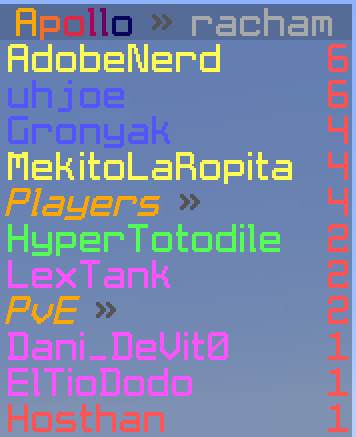 Apollo » racham
AdobeNerd 6
uhjoe 6
Gronyak 4
MekitoLaRopita 4
Players » 4
HyperTotodile 2
LexTank 2
PvE » 2
Dani_DeVit0 1
ElTioDodo 1
Hosthan 1